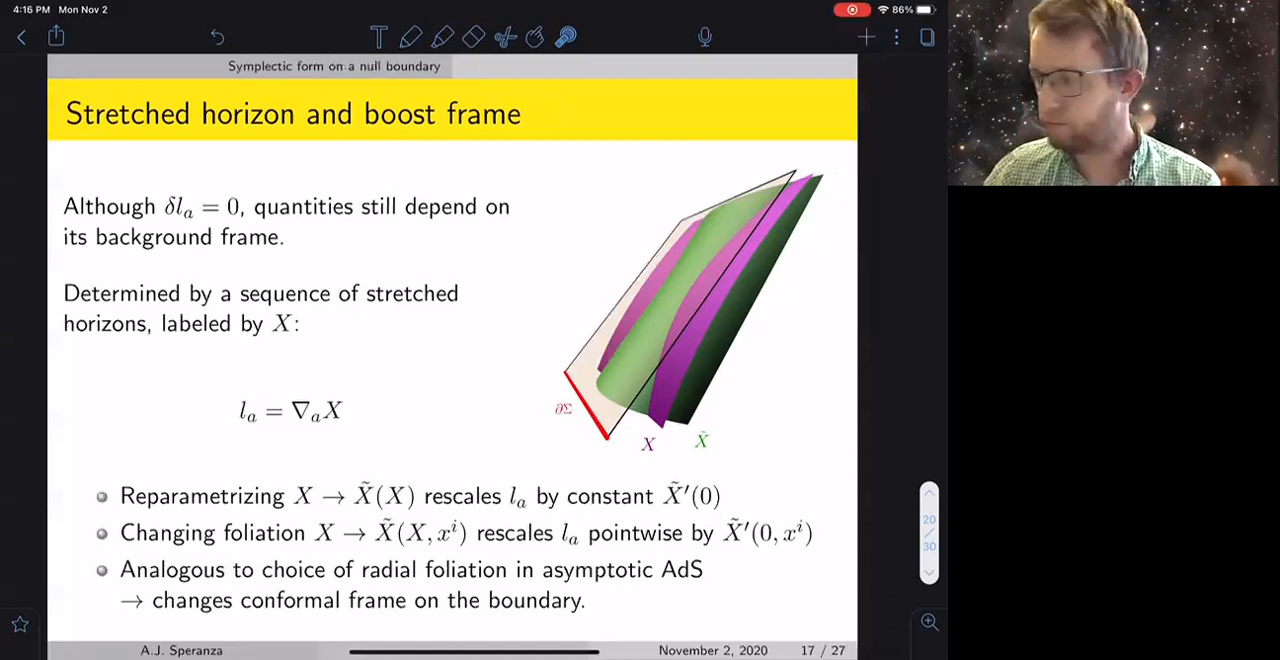 4:16 PM Mon Nov 2
86%
Symplectic form on a null boundary
Stretched horizon and boost frame
Although δl_a = 0, quantities still depend on
its background frame.
Determined by a sequence of stretched
horizons, labeled by X:
l_a = ∇_a X
∂Σ
X
X̃
Reparametrizing X → X̃(X) rescales l_a by constant X̃′(0)
Changing foliation X → X̃(X, x^i) rescales l_a pointwise by X̃′(0, x^i)
Analogous to choice of radial foliation in asymptotic AdS
→ changes conformal frame on the boundary.
20
/
30
A.J. Speranza
November 2, 2020
17 / 27